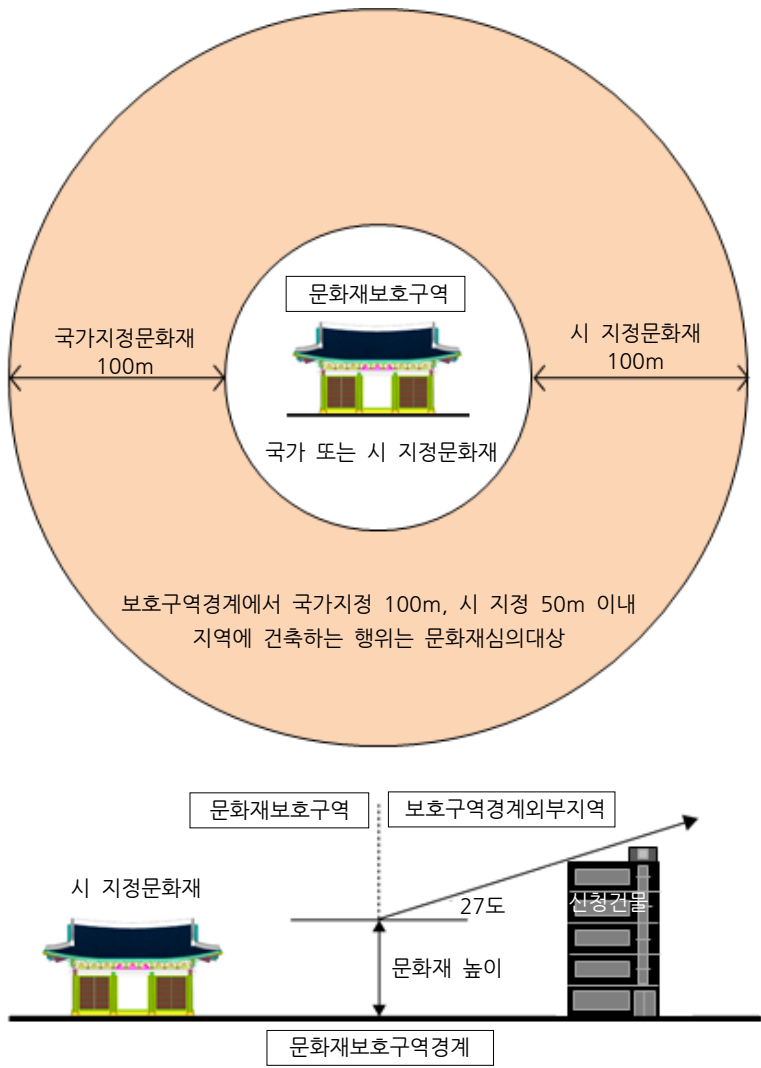 문화재보호구역
국가지정문화재
100m
시 지정문화재
100m
국가 또는 시 지정문화재
보호구역경계에서 국가지정 100m, 시 지정 50m 이내
지역에 건축하는 행위는 문화재심의대상
문화재보호구역
보호구역경계외부지역
시 지정문화재
27도
신청건물
문화재 높이
문화재보호구역경계